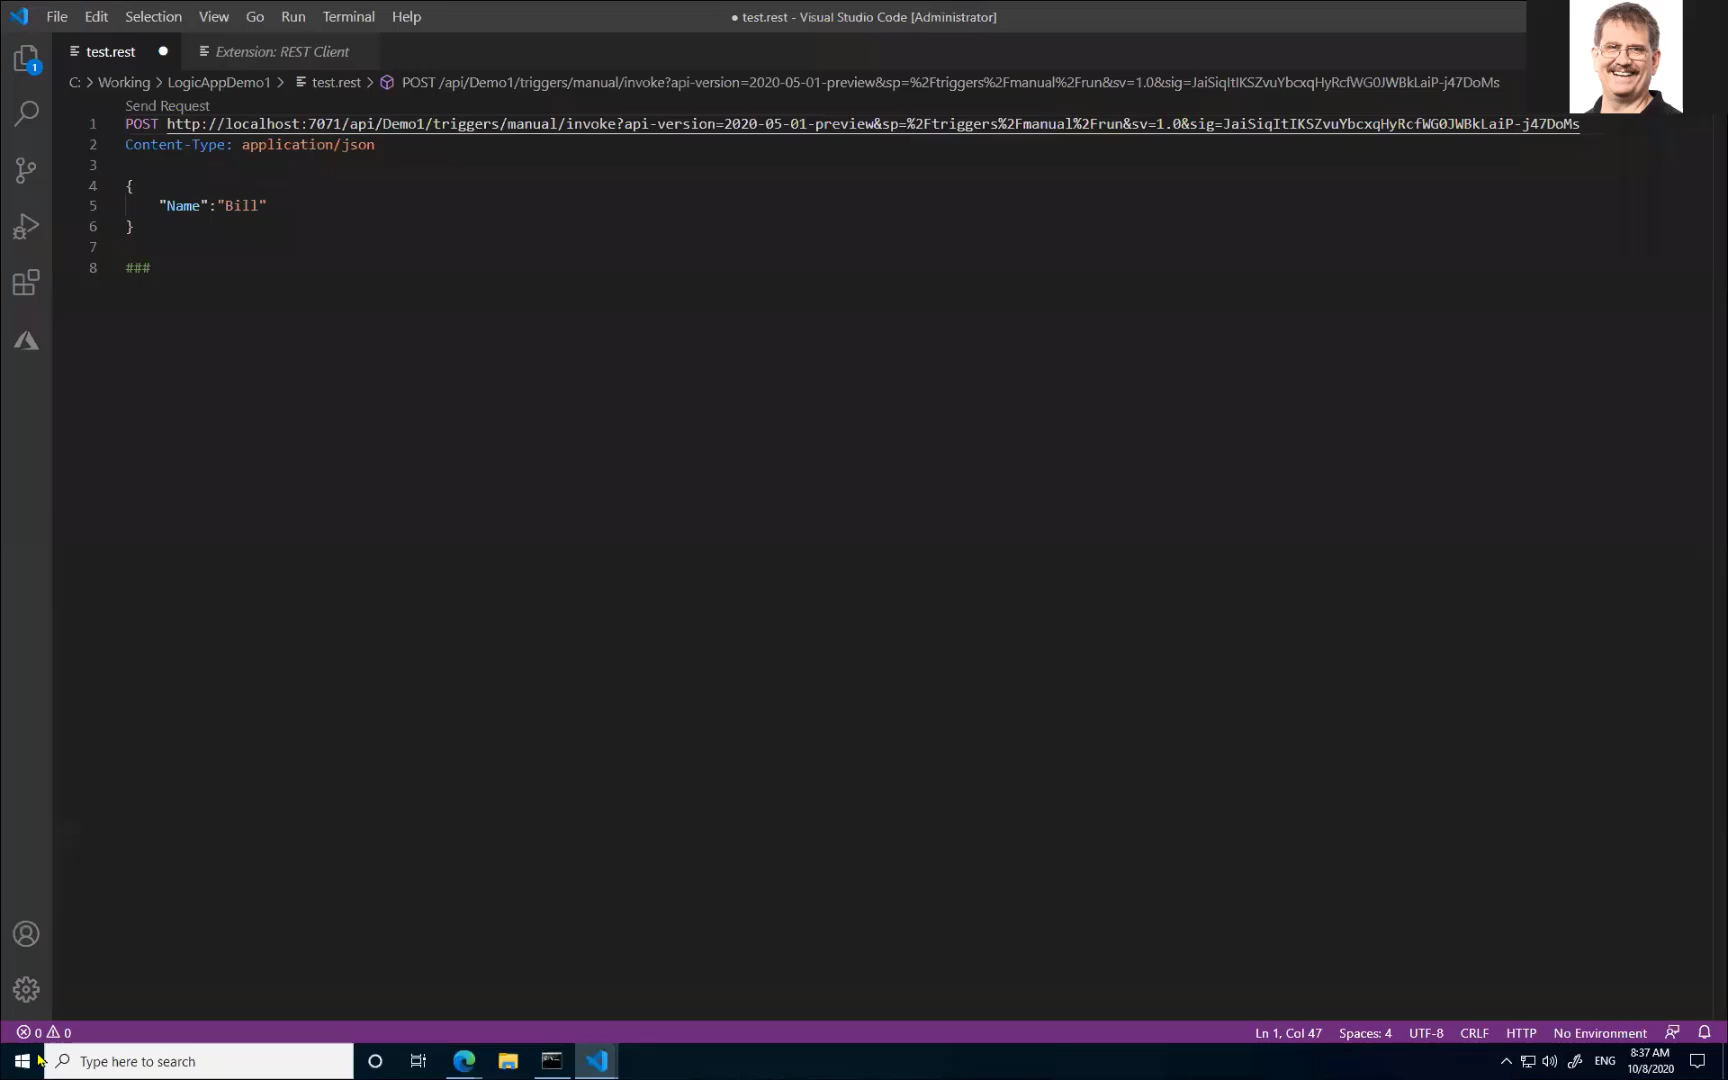 File Edit Selection View Go Run Terminal Help
● test.rest - Visual Studio Code [Administrator]
test.rest ● Extension: REST Client
C: > Working > LogicAppDemo1 > test.rest > POST /api/Demo1/triggers/manual/invoke?api-version=2020-05-01-preview&sp=%2Ftriggers%2Fmanual%2Frun&sv=1.0&sig=JaiSiqItIKSZvuYbcxqHyRcfWG0JWBkLaiP-j47DoMs
1
Send Request
1 POST http://localhost:7071/api/Demo1/triggers/manual/invoke?api-version=2020-05-01-preview&sp=%2Ftriggers%2Fmanual%2Frun&sv=1.0&sig=JaiSiqItIKSZvuYbcxqHyRcfWG0JWBkLaiP-j47DoMs
2 Content-Type: application/json
3
4 {
5 "Name":"Bill"
6 }
7
8 ###
0 0 Ln 1, Col 47 Spaces: 4 UTF-8 CRLF HTTP No Environment
Type here to search
ENG
8:37 AM
10/8/2020